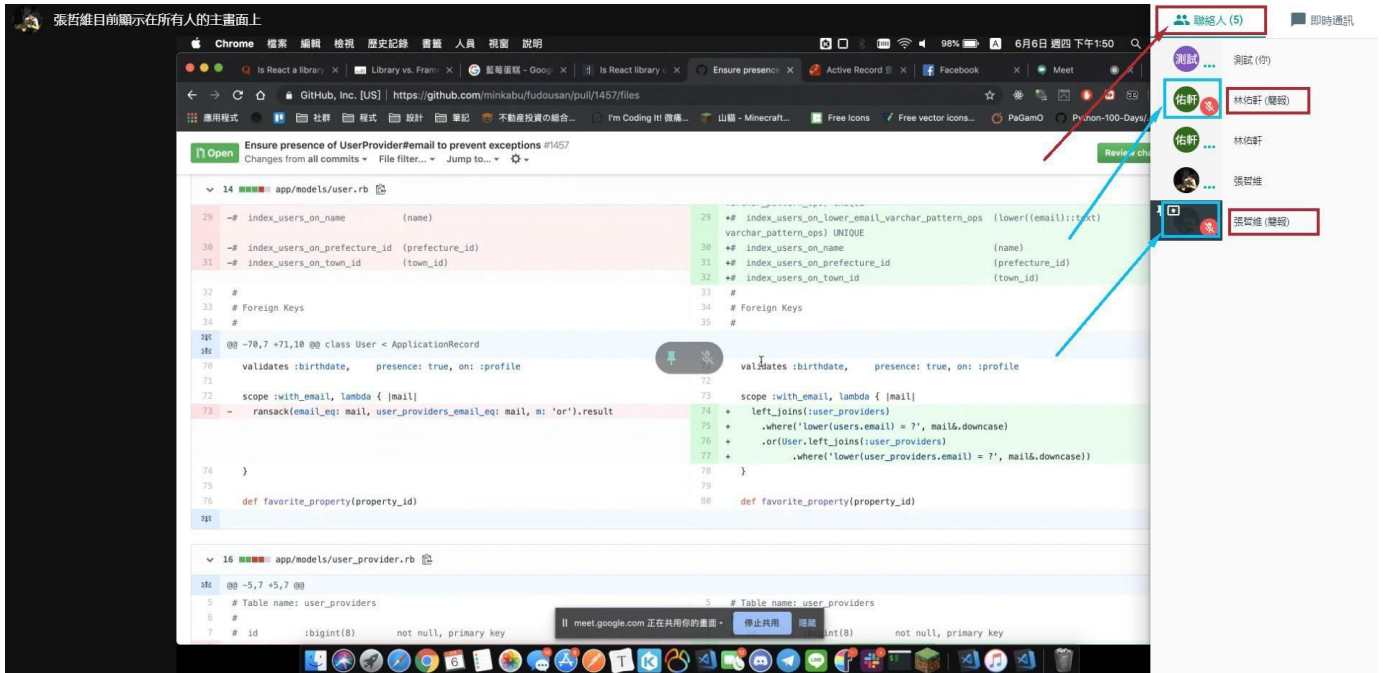 張哲維目前顯示在所有人的主畫面上
聯絡人 (5)
即時通訊
Chrome 檔案 編輯 檢視 歷史記錄 書籤 人員 視窗 說明
98% A 6月6日 週四 下午1:50
Is React a library
Library vs. Fram
藍莓蛋糕 - Goog
Is React library o
Ensure presence
Active Record
Facebook
Meet
GitHub, Inc. [US] | https://github.com/minkabu/fudousan/pull/1457/files
應用程式 社群 程式 設計 筆記 不動産投資の総合... I'm Coding It! 微痛... 山貓 - Minecraft... Free Icons Free vector icons... PaGamO Python-100-Days/
Open
Ensure presence of UserProvider#email to prevent exceptions #1457
Changes from all commits File filter... Jump to...
Review cha
14 app/models/user.rb
29 -# index_users_on_name (name)
30 -# index_users_on_prefecture_id (prefecture_id)
31 -# index_users_on_town_id (town_id)
32 #
33 # Foreign Keys
34 #
29 +# index_users_on_lower_email_varchar_pattern_ops (lower((email)::text)
varchar_pattern_ops) UNIQUE
30 +# index_users_on_name (name)
31 +# index_users_on_prefecture_id (prefecture_id)
32 +# index_users_on_town_id (town_id)
33 #
34 # Foreign Keys
35 #
@@ -70,7 +71,10 @@ class User < ApplicationRecord
70 validates :birthdate, presence: true, on: :profile
71
72 scope :with_email, lambda { |mail|
73 - ransack(email_eq: mail, user_providers_email_eq: mail, m: 'or').result
74 }
75
76 def favorite_property(property_id)
validates :birthdate, presence: true, on: :profile
72
73 scope :with_email, lambda { |mail|
74 + left_joins(:user_providers)
75 + .where('lower(users.email) = ?', mail&.downcase)
76 + .or(User.left_joins(:user_providers)
77 + .where('lower(user_providers.email) = ?', mail&.downcase))
78 }
79
80 def favorite_property(property_id)
16 app/models/user_provider.rb
@@ -5,7 +5,7 @@
5 # Table name: user_providers
6 #
7 # id :bigint(8) not null, primary key
5 # Table name: user_providers
int(8) not null, primary key
meet.google.com 正在共用你的畫面。 停止共用 隱藏
測試
測試 (你)
佑軒
林佑軒 (簡報)
佑軒
林佑軒
張哲維
張哲維 (簡報)